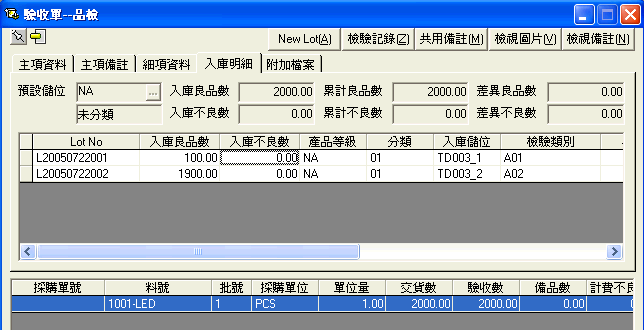 驗收單--品檢
New Lot(A) 檢驗記錄(Z) 共用備註(M) 檢視圖片(V) 檢視備註(N)
主項資料 主項備註 細項資料 入庫明細 附加檔案
預設儲位 NA ... 入庫良品數 2000.00 累計良品數 2000.00 差異良品數 0.00
未分類 入庫不良數 0.00 累計不良數 0.00 差異不良數 0.00
Lot No 入庫良品數 入庫不良數 產品等級 分類 入庫儲位 檢驗類別
L20050722001 100.00 0.00 NA 01 TD003_1 A01
L20050722002 1900.00 0.00 NA 01 TD003_2 A02
採購單號 料號 批號 採購單位 單位量 交貨數 驗收數 備品數 計費不良
1001-LED 1 PCS 1.00 2000.00 2000.00 0.00